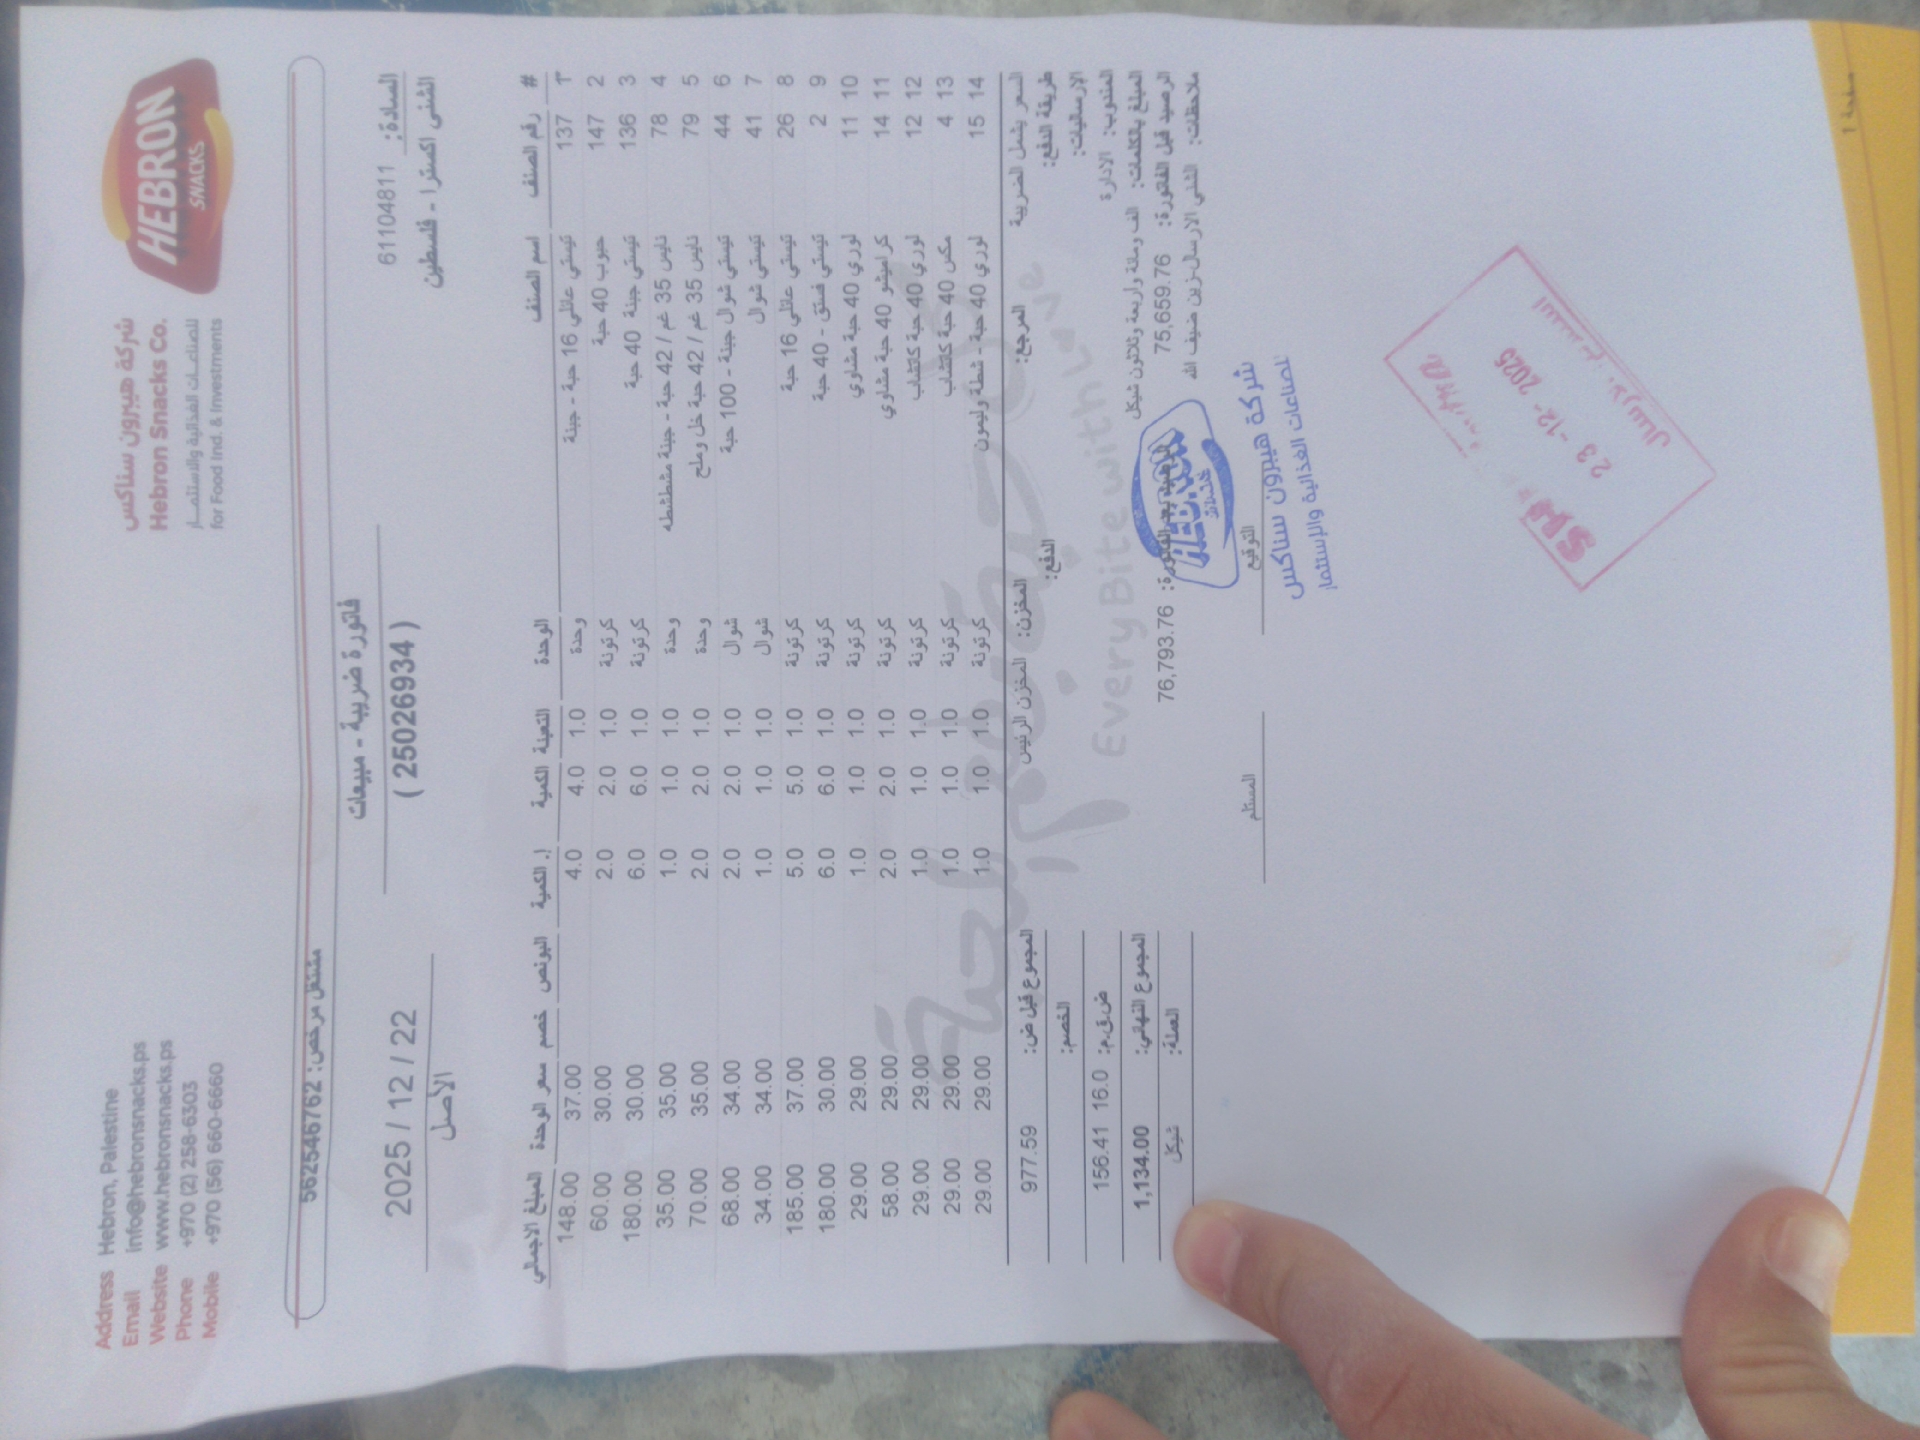 HEBRON
SNACKS
شركة هيبرون سناكس
Hebron Snacks Co.
للصناعات الغذائية والاستثمار
for Food Ind. & Investments
Address Hebron, Palestine
Email info@hebronsnacks.ps
Website www.hebronsnacks.ps
Phone +970 (2) 258-6303
Mobile +970 (56) 660-6660
مشتغل مرخص: 562546762
فاتورة ضريبية - مبيعات
( 25026934 )
السادة: 61104811
الشني اكسترا - فلسطين
2025 / 12 / 22
الأصل
# رقم الصنف اسم الصنف الوحدة التعبئة الكمية إ. الكمية البونص خصم سعر الوحدة المبلغ الاجمالي
1 137 تيستي عائلي 16 حبة - جبنة وحدة 1.0 4.0 4.0 37.00 148.00
2 147 حبوب 40 حبة كرتونة 1.0 2.0 2.0 30.00 60.00
3 136 تيستي جبنة 40 حبة كرتونة 1.0 6.0 6.0 30.00 180.00
4 78 نايس 35 غم / 42 حبة - جبنة مشطشطه وحدة 1.0 1.0 1.0 35.00 35.00
5 79 نايس 35 غم / 42 حبة خل وملح وحدة 1.0 2.0 2.0 35.00 70.00
6 44 تيستي شوال جبنة - 100 حبة شوال 1.0 2.0 2.0 34.00 68.00
7 41 تيستي شوال شوال 1.0 1.0 1.0 34.00 34.00
8 26 تيستي عائلي 16 حبة كرتونة 1.0 5.0 5.0 37.00 185.00
9 2 تيستي فستق - 40 حبة كرتونة 1.0 6.0 6.0 30.00 180.00
10 11 لوري 40 حبة مشاوي كرتونة 1.0 1.0 1.0 29.00 29.00
11 14 كراميشو 40 حبة مشاوي كرتونة 1.0 2.0 2.0 29.00 58.00
12 12 لوري 40 حبة كاتشاب كرتونة 1.0 1.0 1.0 29.00 29.00
13 4 مكس 40 حبة كاتشاب كرتونة 1.0 1.0 1.0 29.00 29.00
14 15 لوري 40 حبة - شطة وليمون كرتونة 1.0 1.0 1.0 29.00 29.00
السعر يشمل الضريبة المرجع: المخزن: المخزن الرئيس
المجموع قبل ض: 977.59
طريقة الدفع: الدفع:
الخصم:
الإرساليات:
ض.ق.م: 16.0 156.41
المندوب: الادارة
المجموع النهائي: 1,134.00
المبلغ بالكلمات: الف ومائة واربعة وثلاثون شيكل
العملة: شيكل
الرصيد قبل الفاتورة: 75,659.76
76,793.76
ملاحظات: الشني الارسال-زين ضيف الله
Every Bite with Love
HEBRON
شركة هيبرون سناكس
للصناعات الغذائية والإستثمار
التوقيع
المستلم
23 -12- 2025
صفحة 1